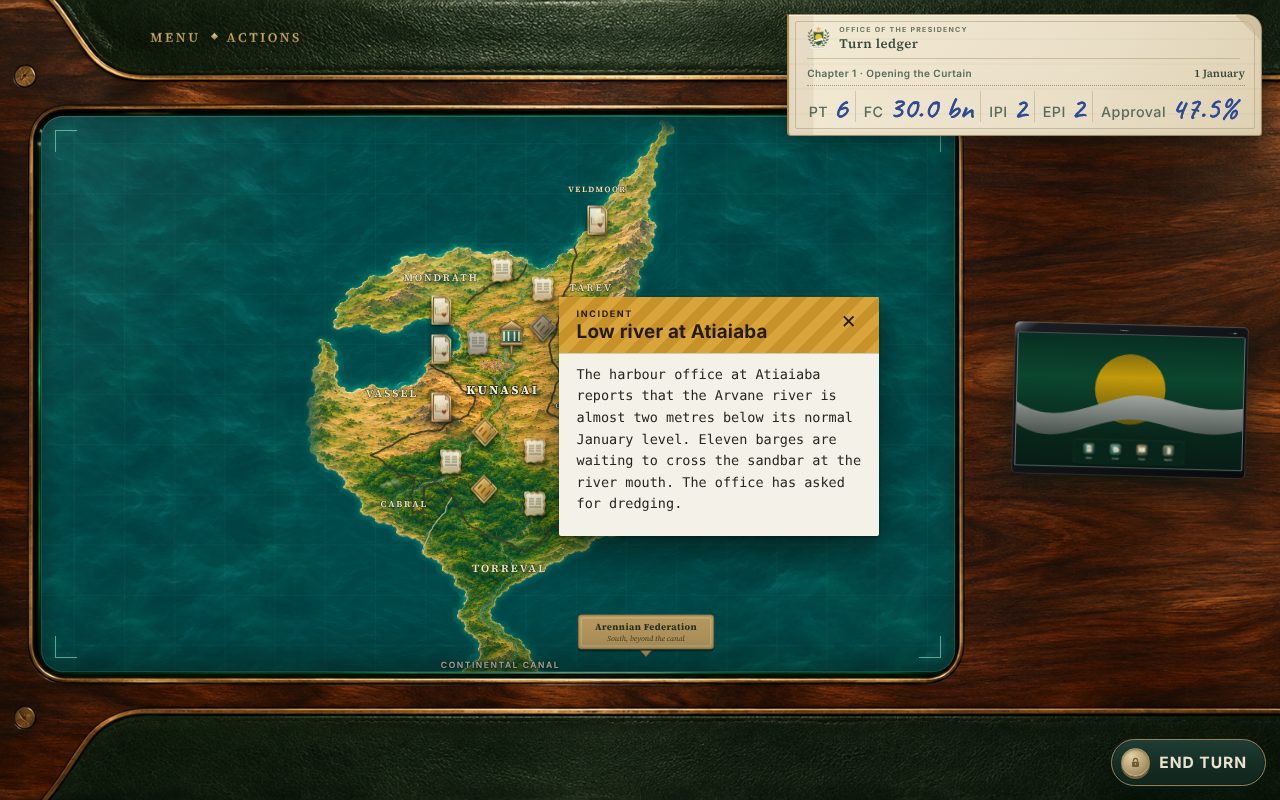 MENU ◆ ACTIONS
OFFICE OF THE PRESIDENCY
Turn ledger
Chapter 1 · Opening the Curtain
1 January
PT 6 FC 30.0 bn IPI 2 EPI 2 Approval 47.5%
VELDMOOR
MONDRATH
TAREV
VASSEL
KUNASAI
CABRAL
TORREVAL
CONTINENTAL CANAL
Arennian Federation
South, beyond the canal
INCIDENT
Low river at Atiaiaba
The harbour office at Atiaiaba
reports that the Arvane river is
almost two metres below its normal
January level. Eleven barges are
waiting to cross the sandbar at the
river mouth. The office has asked
for dredging.
END TURN